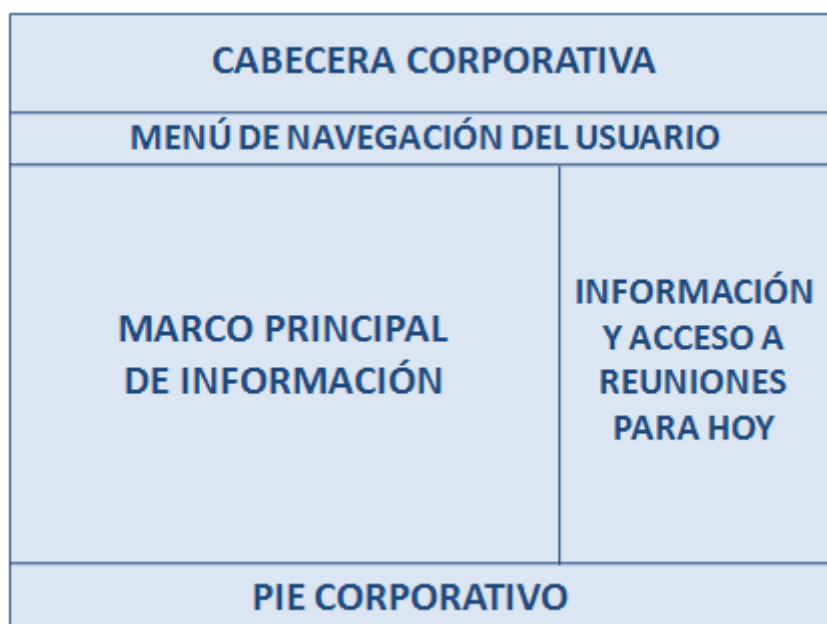 CABECERA CORPORATIVA
MENÚ DE NAVEGACIÓN DEL USUARIO
MARCO PRINCIPAL
DE INFORMACIÓN
INFORMACIÓN
Y ACCESO A
REUNIONES
PARA HOY
PIE CORPORATIVO